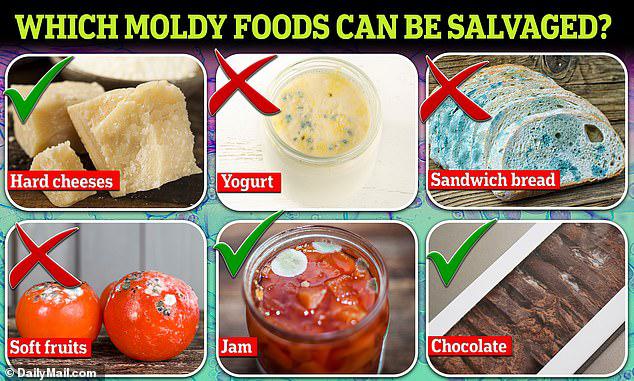 WHICH MOLDY FOODS CAN BE SALVAGED?
Hard cheeses
Yogurt
Sandwich bread
Soft fruits
Jam
Chocolate
©DailyMail.com